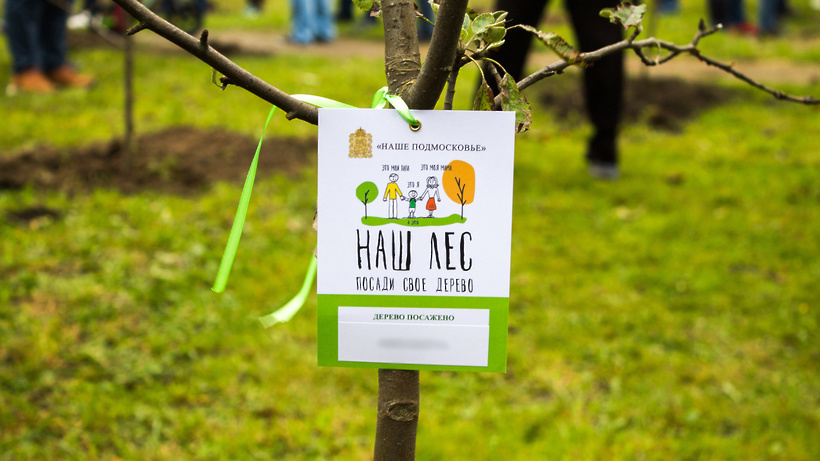 «НАШЕ ПОДМОСКОВЬЕ»
ЭТО МОЙ ПАПА ЭТО МОЯ МАМА
ЭТО Я
НАШ ЛЕС
ПОСАДИ СВОЕ ДЕРЕВО
ДЕРЕВО ПОСАЖЕНО